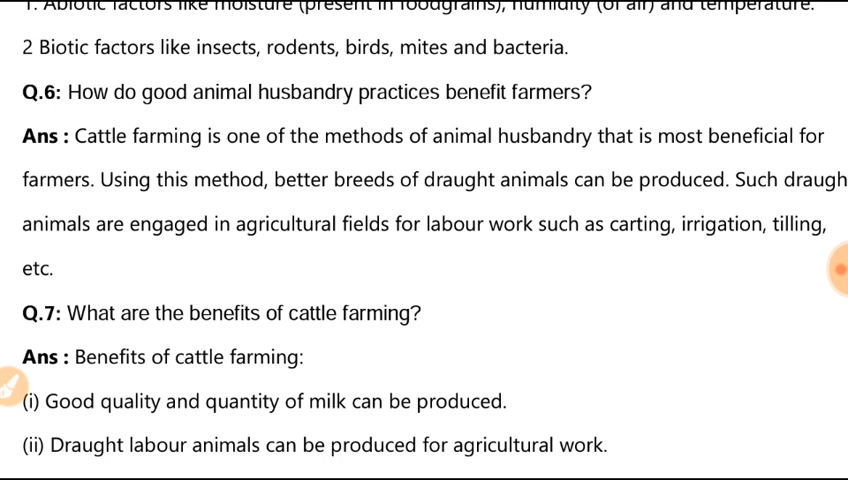 1. Abiotic factors like moisture (present in foodgrains), humidity (of air) and temperature.
2 Biotic factors like insects, rodents, birds, mites and bacteria.
Q.6: How do good animal husbandry practices benefit farmers?
Ans : Cattle farming is one of the methods of animal husbandry that is most beneficial for
farmers. Using this method, better breeds of draught animals can be produced. Such draugh
animals are engaged in agricultural fields for labour work such as carting, irrigation, tilling,
etc.
Q.7: What are the benefits of cattle farming?
Ans : Benefits of cattle farming:
(i) Good quality and quantity of milk can be produced.
(ii) Draught labour animals can be produced for agricultural work.